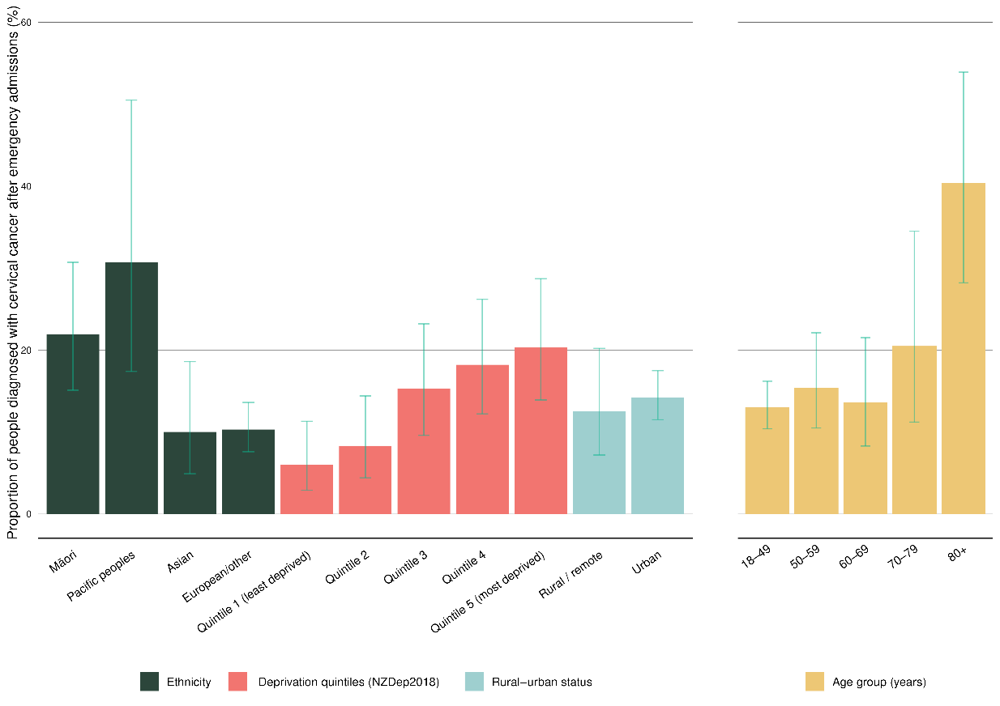 Proportion of people diagnosed with cervical cancer after emergency admissions (%)
60
40
20
0
Māori
Pacific peoples
Asian
European/other
Quintile 1 (least deprived)
Quintile 2
Quintile 3
Quintile 4
Quintile 5 (most deprived)
Rural / remote
Urban
18–49
50–59
60–69
70–79
80+
Ethnicity
Deprivation quintiles (NZDep2018)
Rural–urban status
Age group (years)